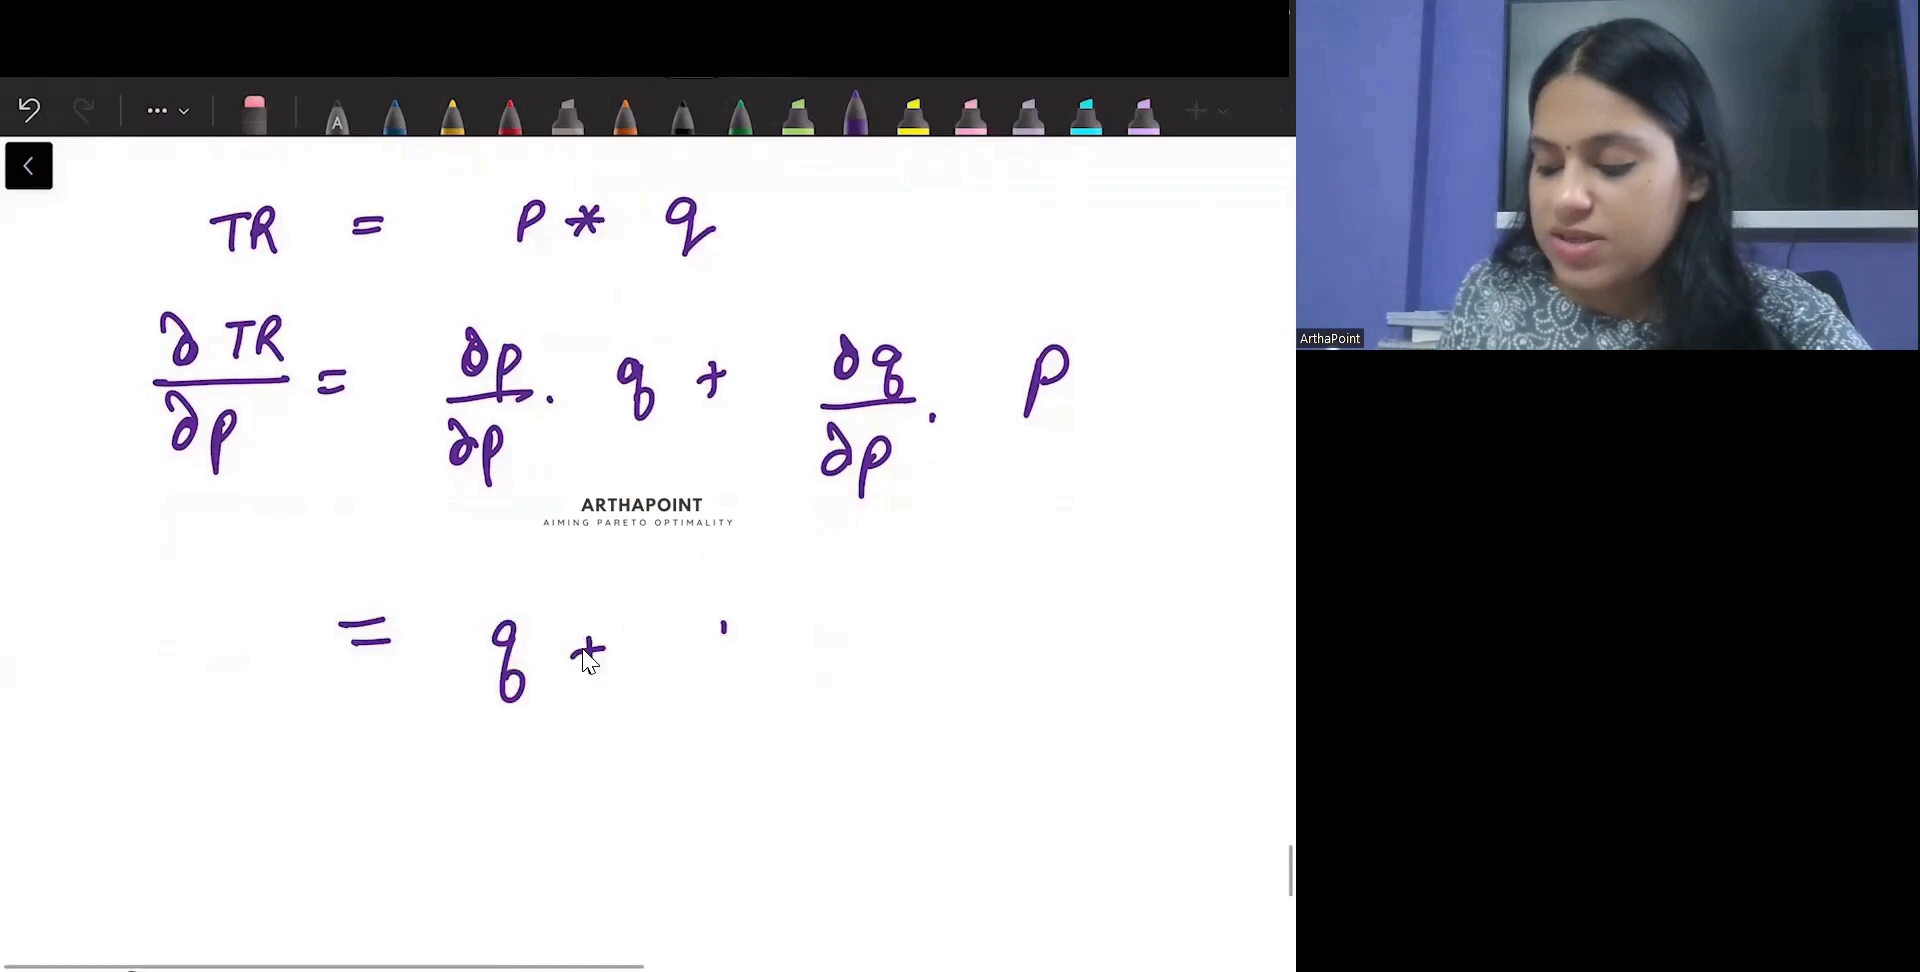 TR = P * q
∂TR/∂p = ∂p/∂p · q + ∂q/∂p · p
ARTHAPOINT
AIMING PARETO OPTIMALITY
= q +
A
ArthaPoint